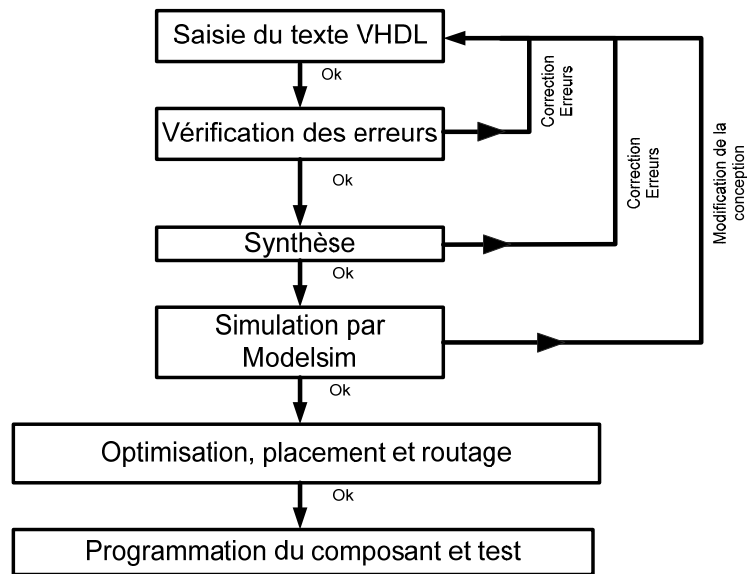 Saisie du texte VHDL
Ok
Correction
Erreurs
Vérification des erreurs
Ok
Correction
Erreurs
Modification de la
conception
Synthèse
Ok
Simulation par
Modelsim
Ok
Optimisation, placement et routage
Ok
Programmation du composant et test